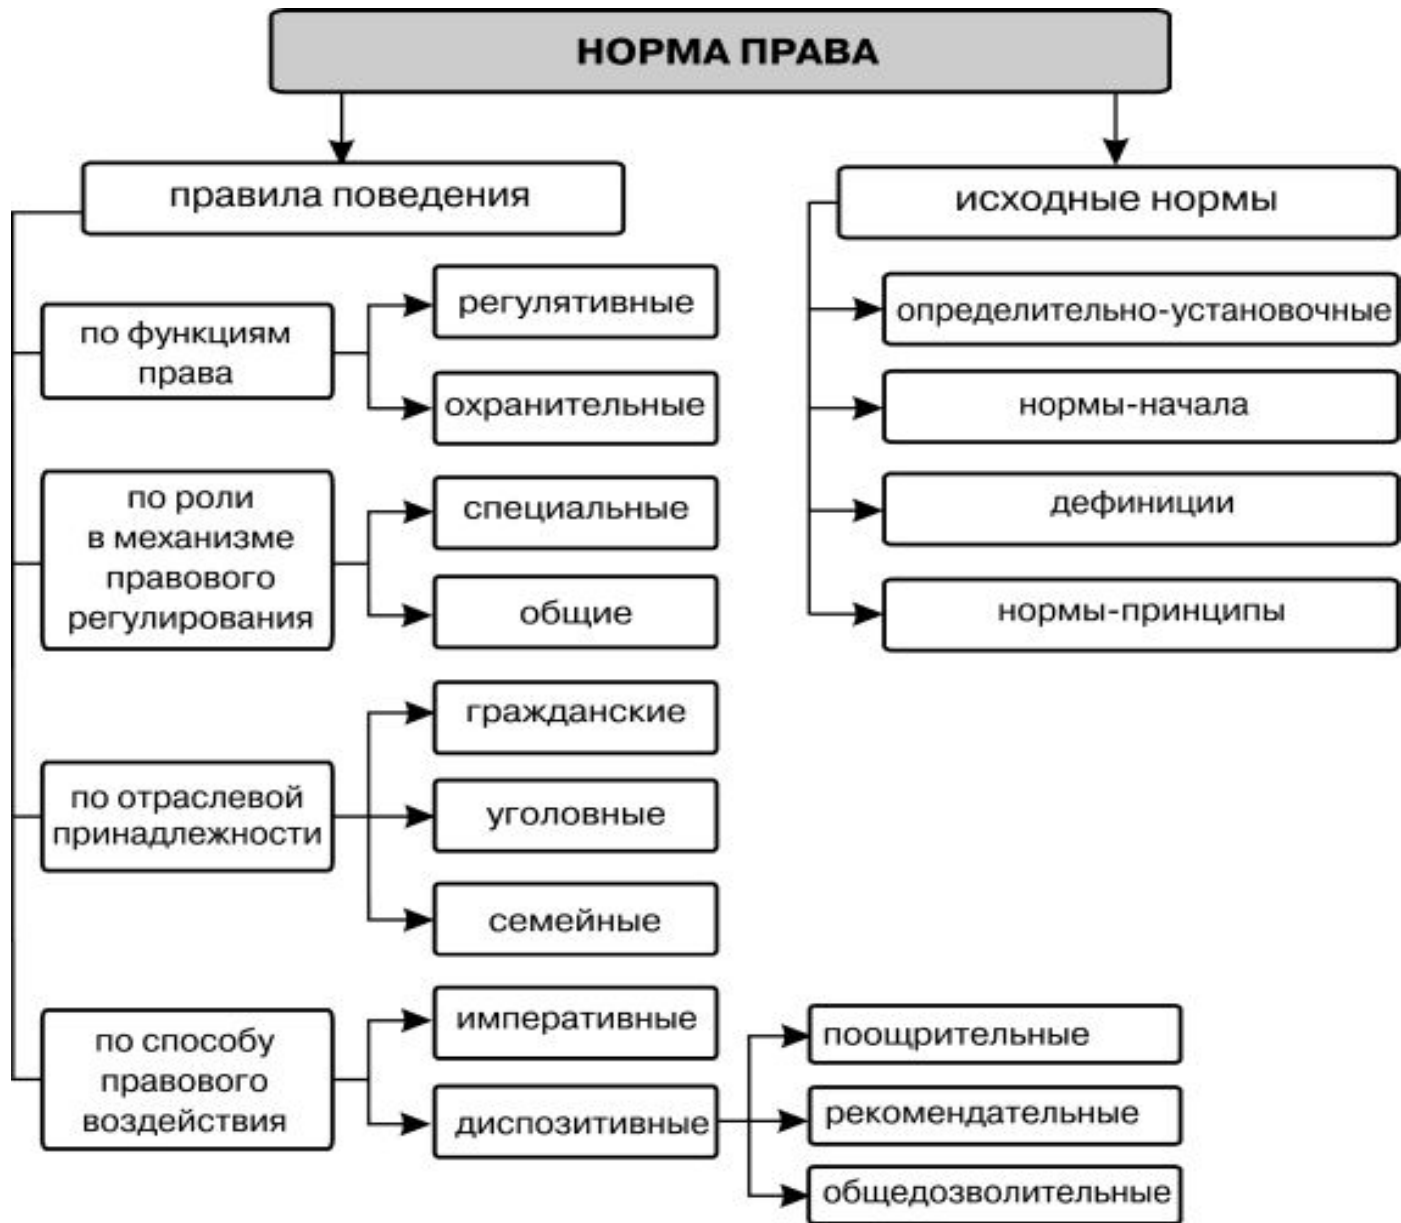 НОРМА ПРАВА
правила поведения
по функциям
права
регулятивные
охранительные
по роли
в механизме
правового
регулирования
специальные
общие
по отраслевой
принадлежности
гражданские
уголовные
семейные
по способу
правового
воздействия
императивные
диспозитивные
поощрительные
рекомендательные
общедозволительные
исходные нормы
определительно-установочные
нормы-начала
дефиниции
нормы-принципы